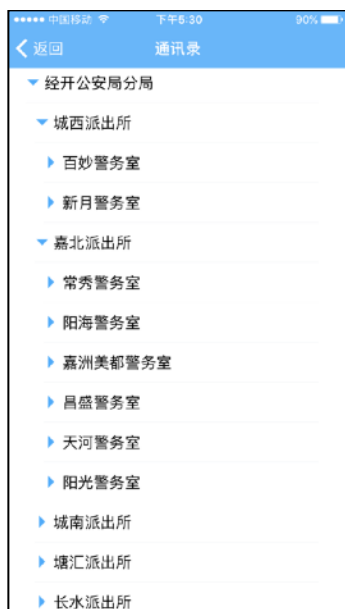 中国移动 下午5:30 90%
返回 通讯录
经开公安局分局
城西派出所
百妙警务室
新月警务室
嘉北派出所
常秀警务室
阳海警务室
嘉洲美都警务室
昌盛警务室
天河警务室
阳光警务室
城南派出所
塘汇派出所
长水派出所